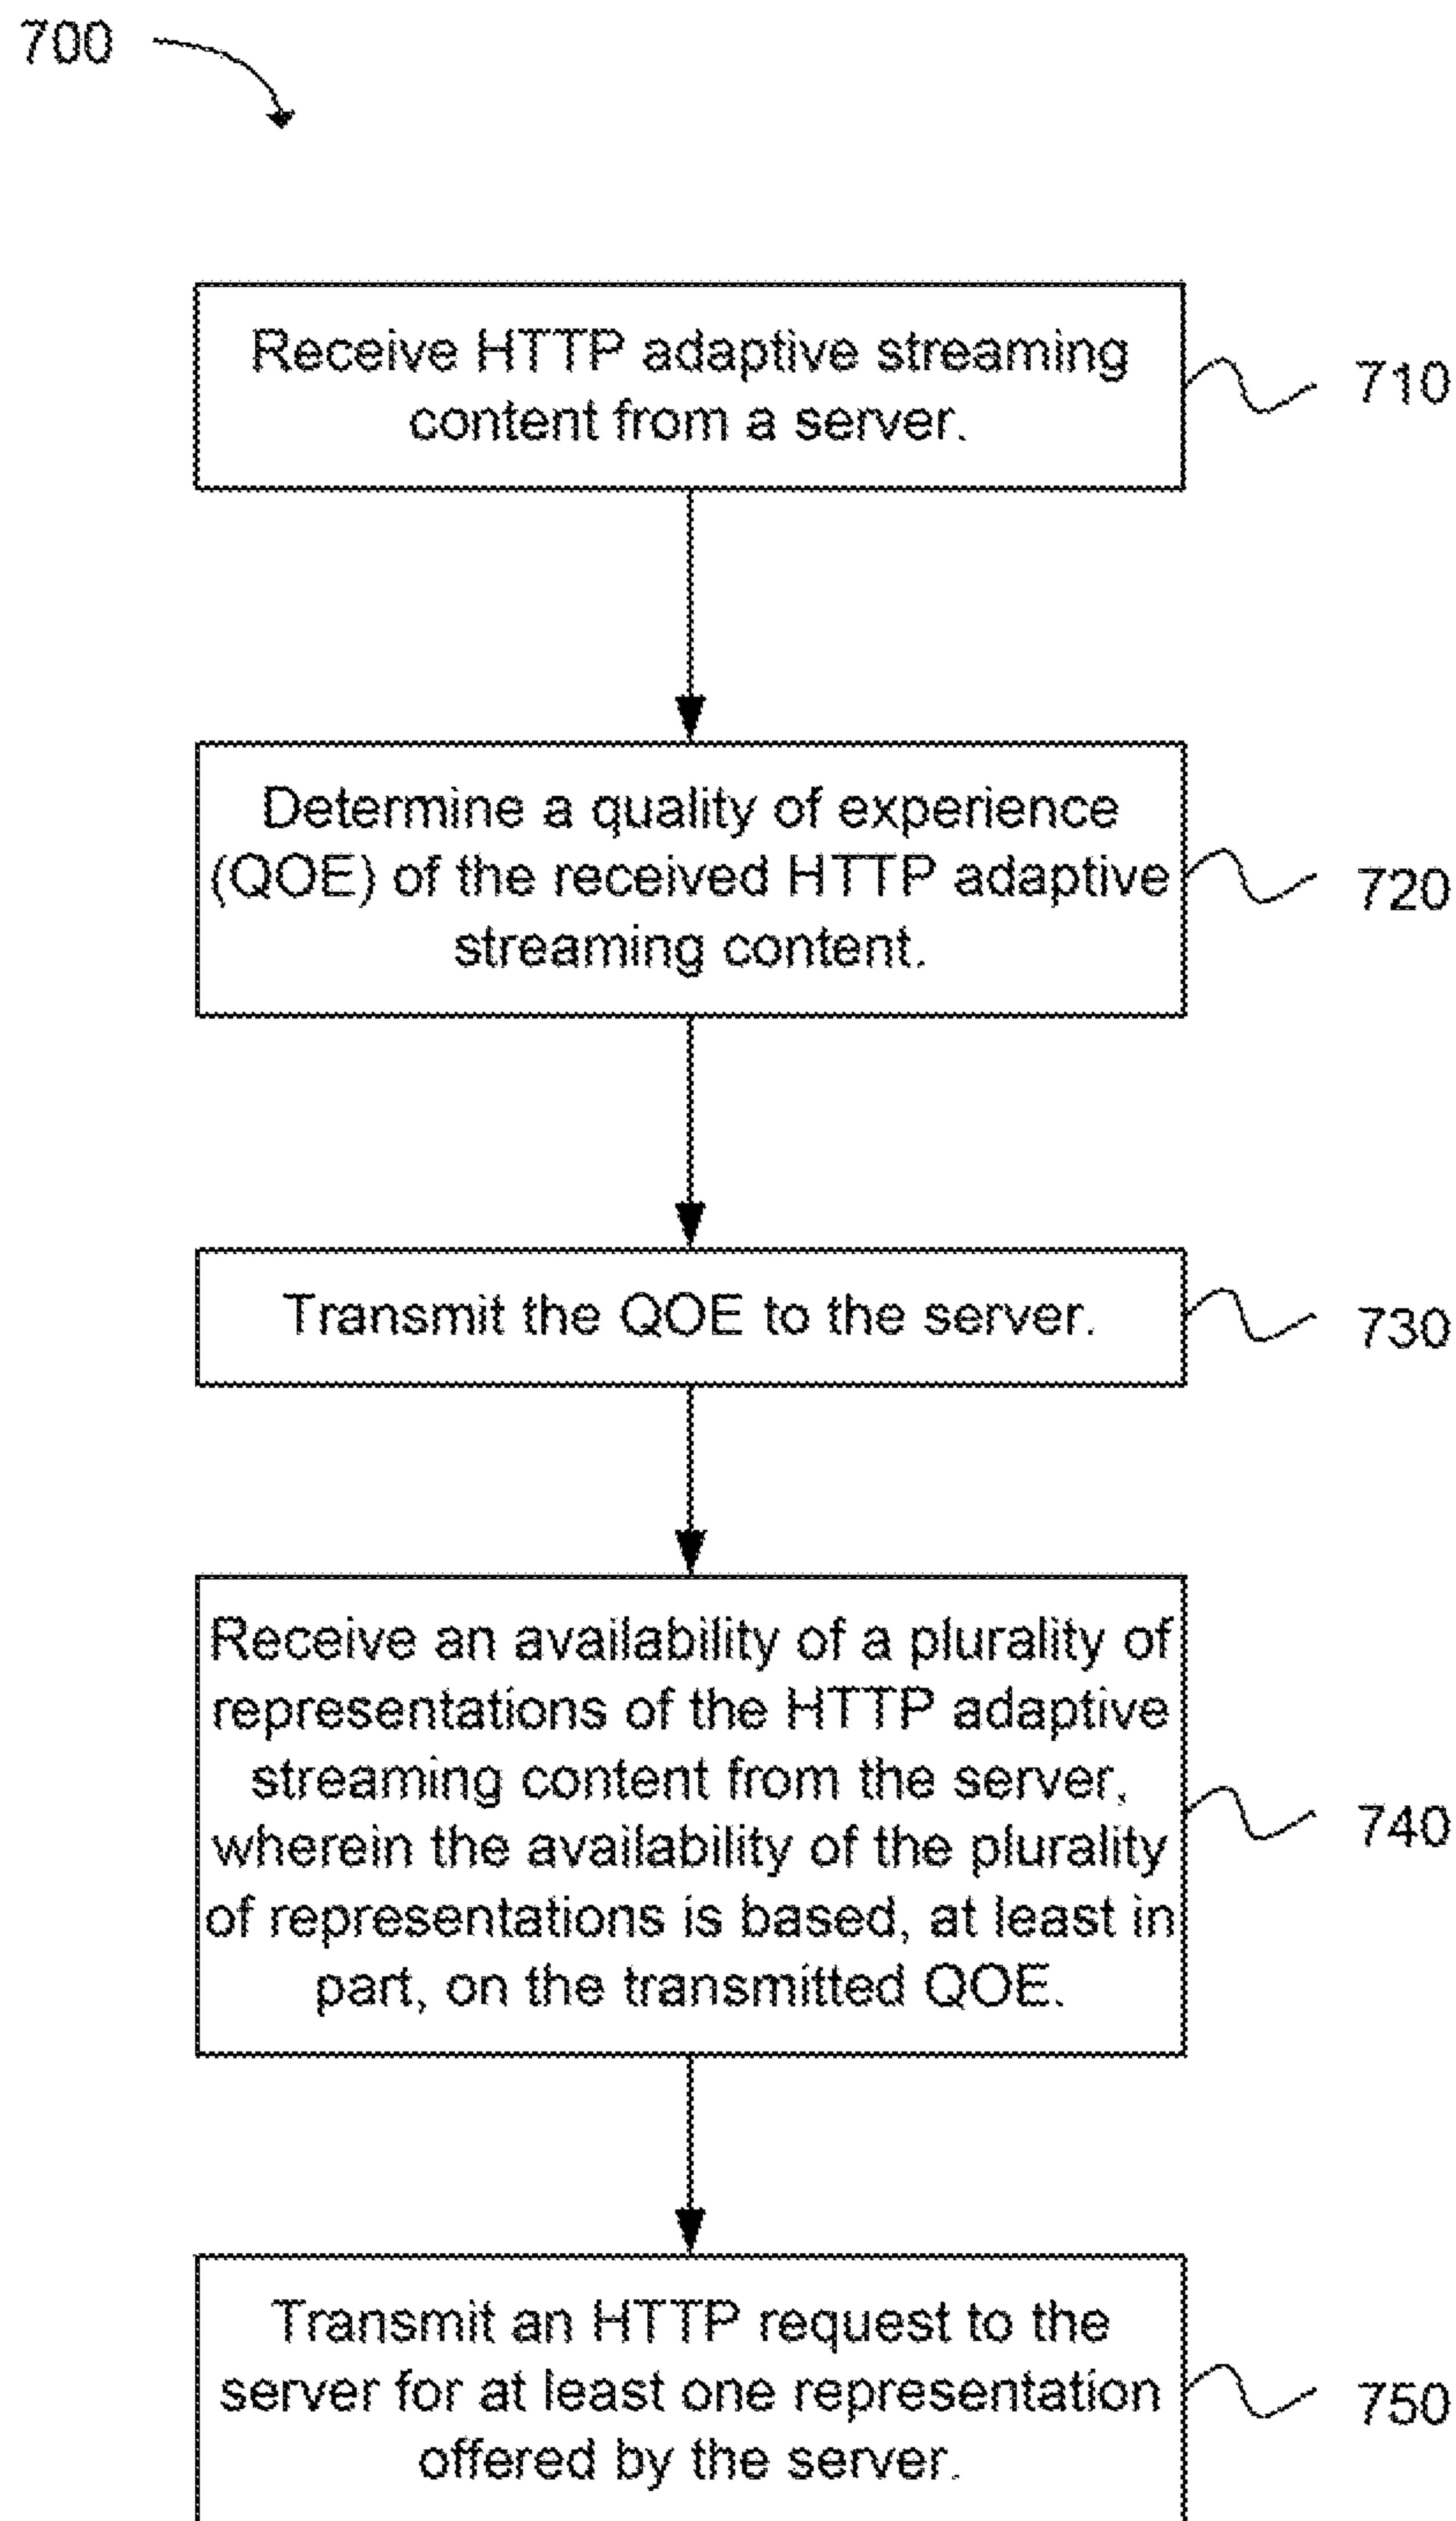 700
Receive HTTP adaptive streaming
content from a server.
710
Determine a quality of experience
(QOE) of the received HTTP adaptive
streaming content.
720
Transmit the QOE to the server.
730
Receive an availability of a plurality of
representations of the HTTP adaptive
streaming content from the server,
wherein the availability of the plurality
of representations is based, at least in
part, on the transmitted QOE.
740
Transmit an HTTP request to the
server for at least one representation
offered by the server.
750